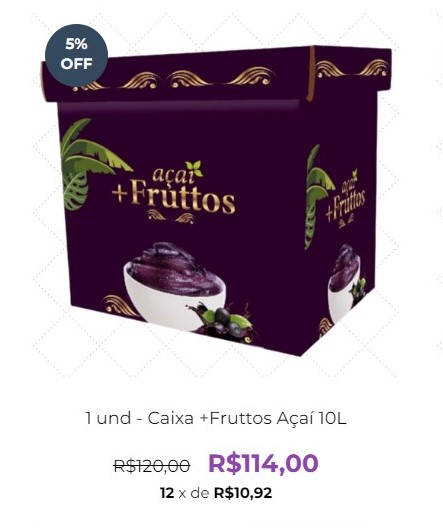 5%
OFF
açaí
+Fruttos
açaí
+Fruttos
1 und - Caixa +Fruttos Açaí 10L
R$120,00 R$114,00
12 x de R$10,92